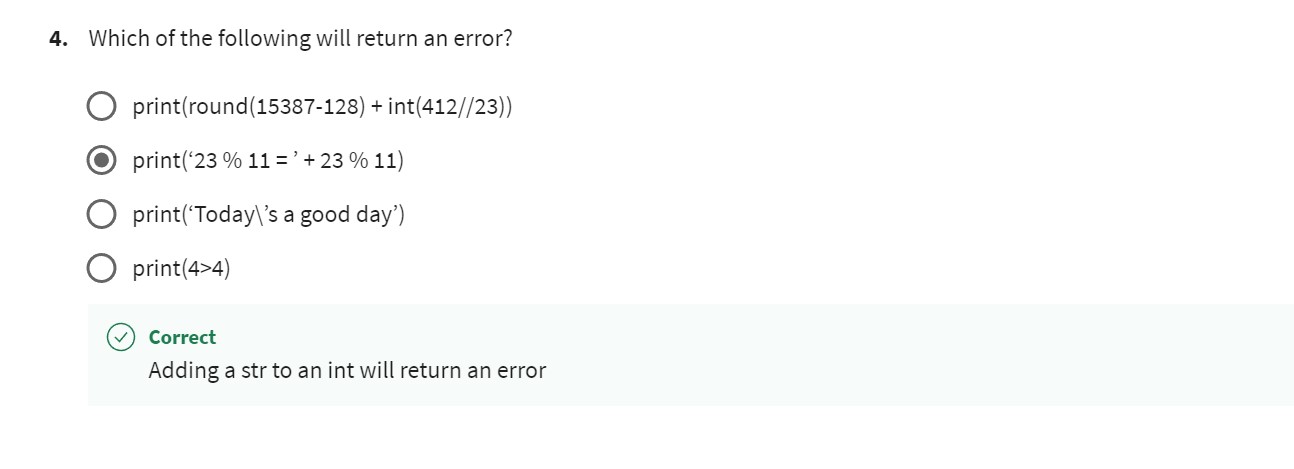 4. Which of the following will return an error?
print(round(15387-128) + int(412//23))
print(‘23 % 11 = ’ + 23 % 11)
print(‘Today\’s a good day’)
print(4>4)
Correct
Adding a str to an int will return an error